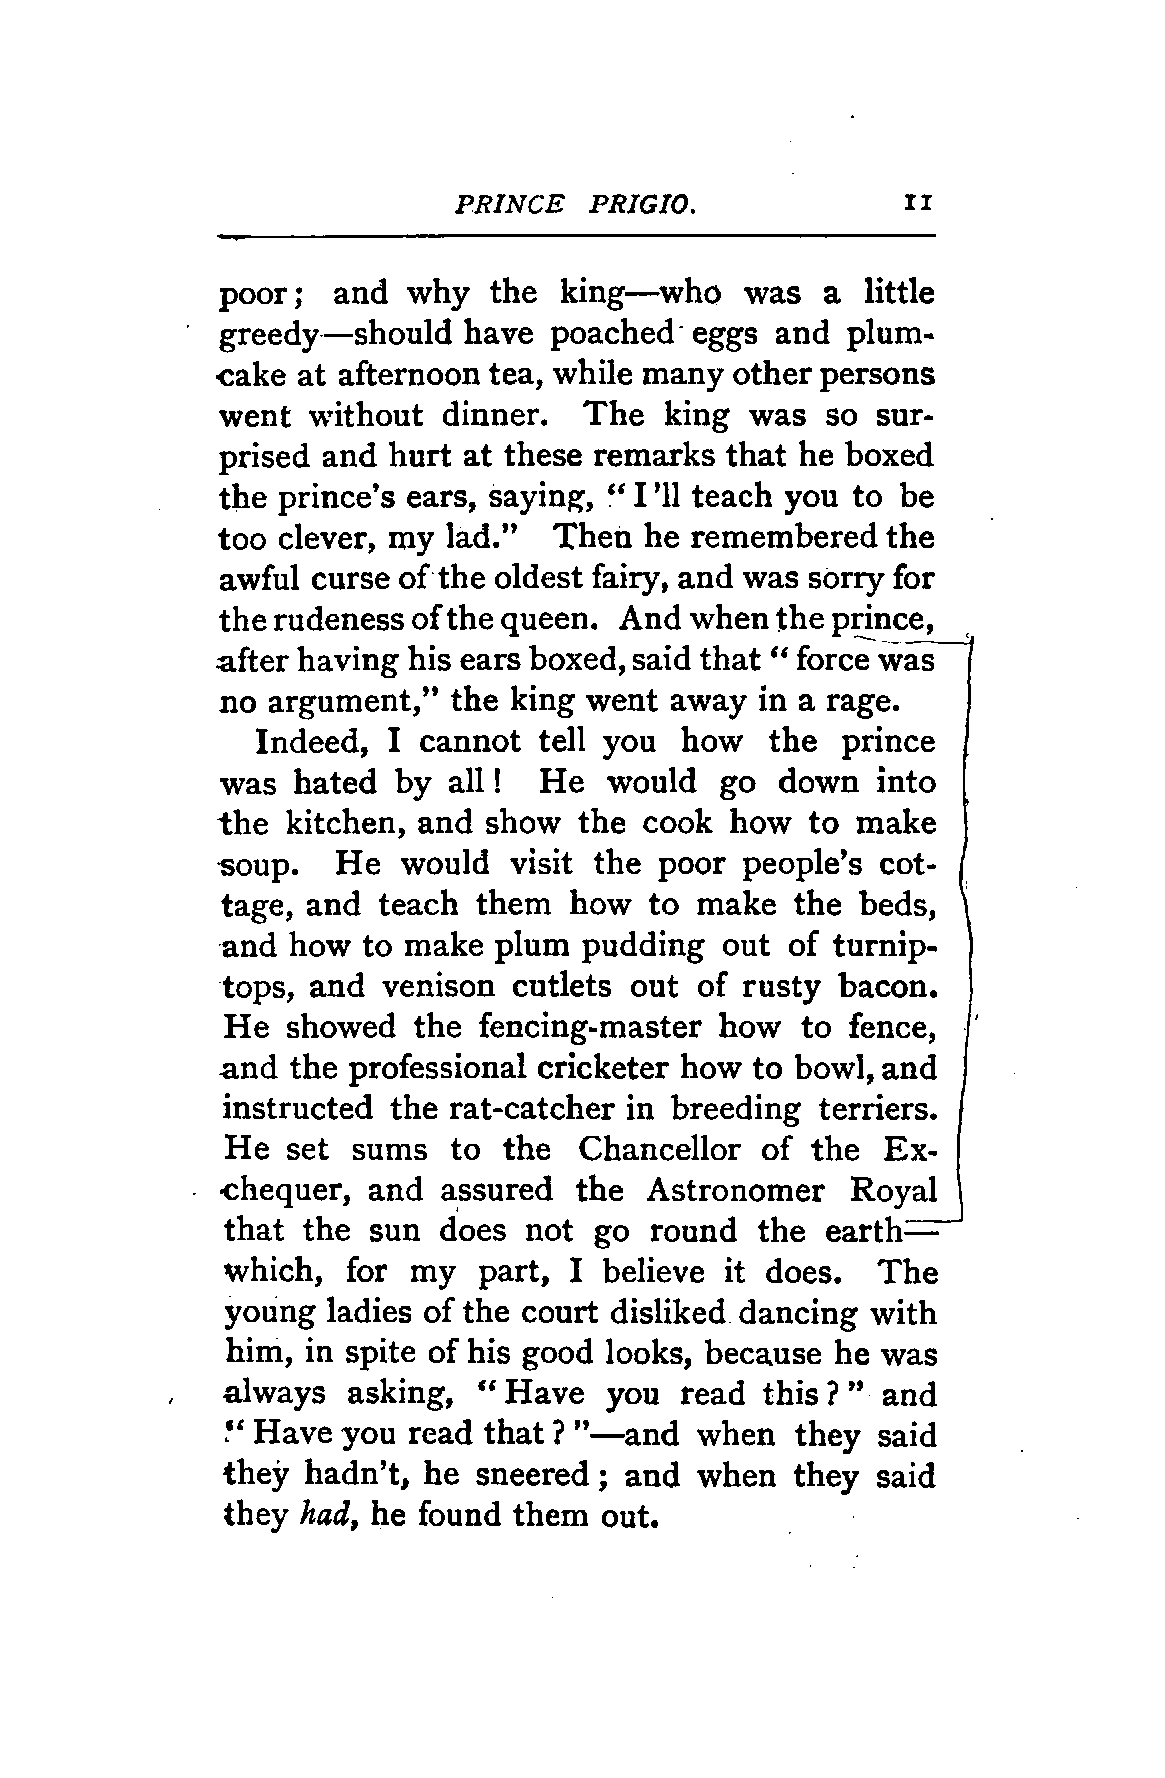 PRINCE PRIGIO. 11
poor; and why the king—who was a little
greedy—should have poached eggs and plum-
cake at afternoon tea, while many other persons
went without dinner. The king was so sur-
prised and hurt at these remarks that he boxed
the prince's ears, saying, "I'll teach you to be
too clever, my lad." Then he remembered the
awful curse of the oldest fairy, and was sorry for
the rudeness of the queen. And when the prince,
after having his ears boxed, said that "force was
no argument," the king went away in a rage.
Indeed, I cannot tell you how the prince
was hated by all! He would go down into
the kitchen, and show the cook how to make
soup. He would visit the poor people's cot-
tage, and teach them how to make the beds,
and how to make plum pudding out of turnip-
tops, and venison cutlets out of rusty bacon.
He showed the fencing-master how to fence,
and the professional cricketer how to bowl, and
instructed the rat-catcher in breeding terriers.
He set sums to the Chancellor of the Ex-
chequer, and assured the Astronomer Royal
that the sun does not go round the earth—
which, for my part, I believe it does. The
young ladies of the court disliked dancing with
him, in spite of his good looks, because he was
always asking, "Have you read this?" and
"Have you read that?"—and when they said
they hadn't, he sneered; and when they said
they had, he found them out.